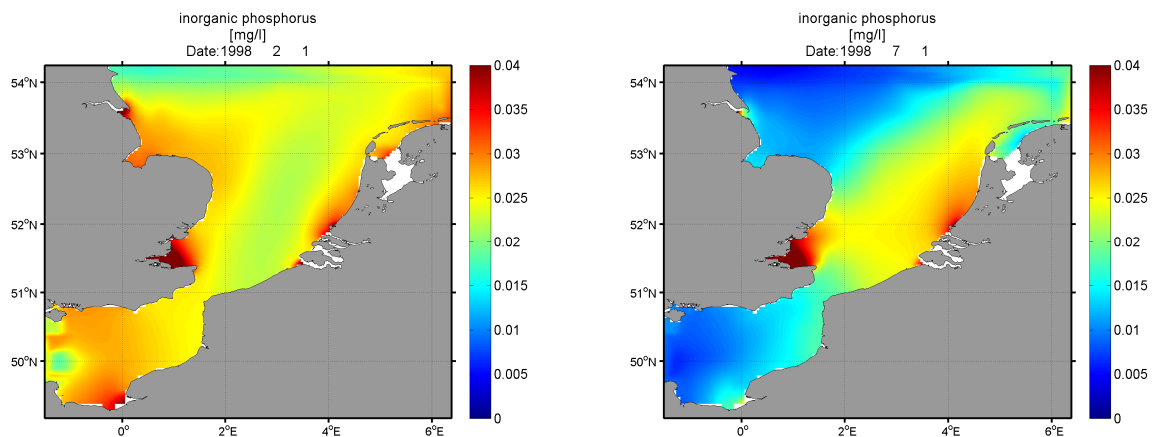 inorganic phosphorus
[mg/l]
Date:1998 2 1
54°N
53°N
52°N
51°N
50°N
0°
2°E
4°E
6°E
0.04
0.035
0.03
0.025
0.02
0.015
0.01
0.005
0
inorganic phosphorus
[mg/l]
Date:1998 7 1
54°N
53°N
52°N
51°N
50°N
0°
2°E
4°E
6°E
0.04
0.035
0.03
0.025
0.02
0.015
0.01
0.005
0